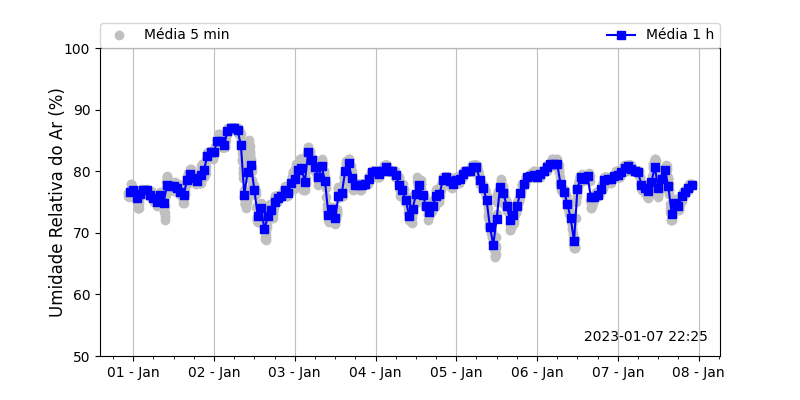 Média 5 min
Média 1 h
Umidade Relativa do Ar (%)
100
90
80
70
60
50
2023-01-07 22:25
01 - Jan
02 - Jan
03 - Jan
04 - Jan
05 - Jan
06 - Jan
07 - Jan
08 - Jan